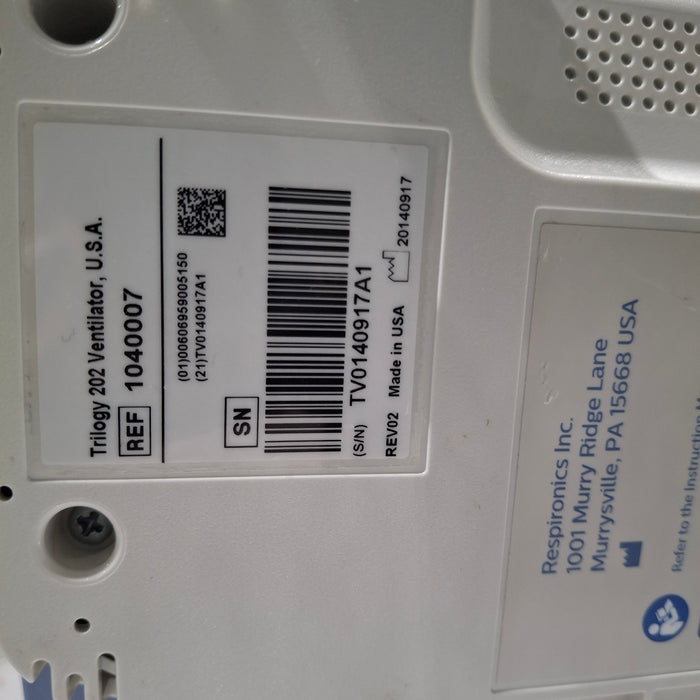 Trilogy 202 Ventilator, U.S.A.
REF 1040007
(01)00606959005150
(21)TV0140917A1
SN
(S/N) TV0140917A1
REV02 Made in USA 20140917
Respironics Inc.
1001 Murry Ridge Lane
Murrysville, PA 15668 USA
Refer to the Instructions